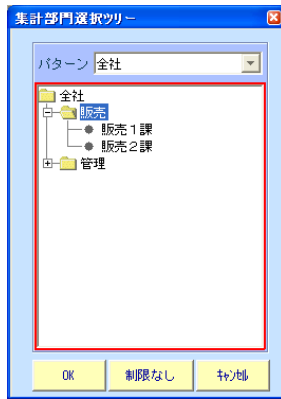 集計部門選択ツリー
パターン 全社
全社
販売
販売1課
販売2課
管理
OK 制限なし ｷｬﾝｾﾙ